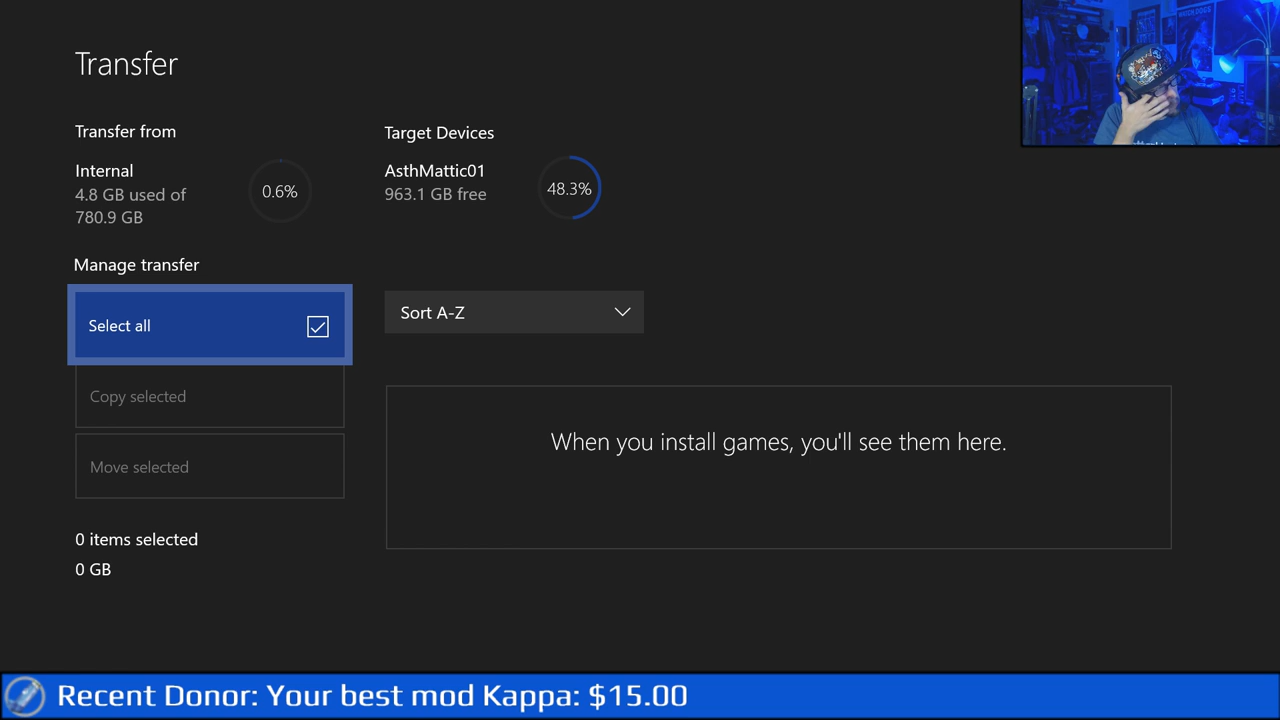 Transfer
Transfer from
Internal
4.8 GB used of
780.9 GB
0.6%
Target Devices
AsthMattic01
963.1 GB free
48.3%
Manage transfer
Select all
Copy selected
Move selected
0 items selected
0 GB
Sort A-Z
When you install games, you'll see them here.
Recent Donor: Your best mod Kappa: $15.00